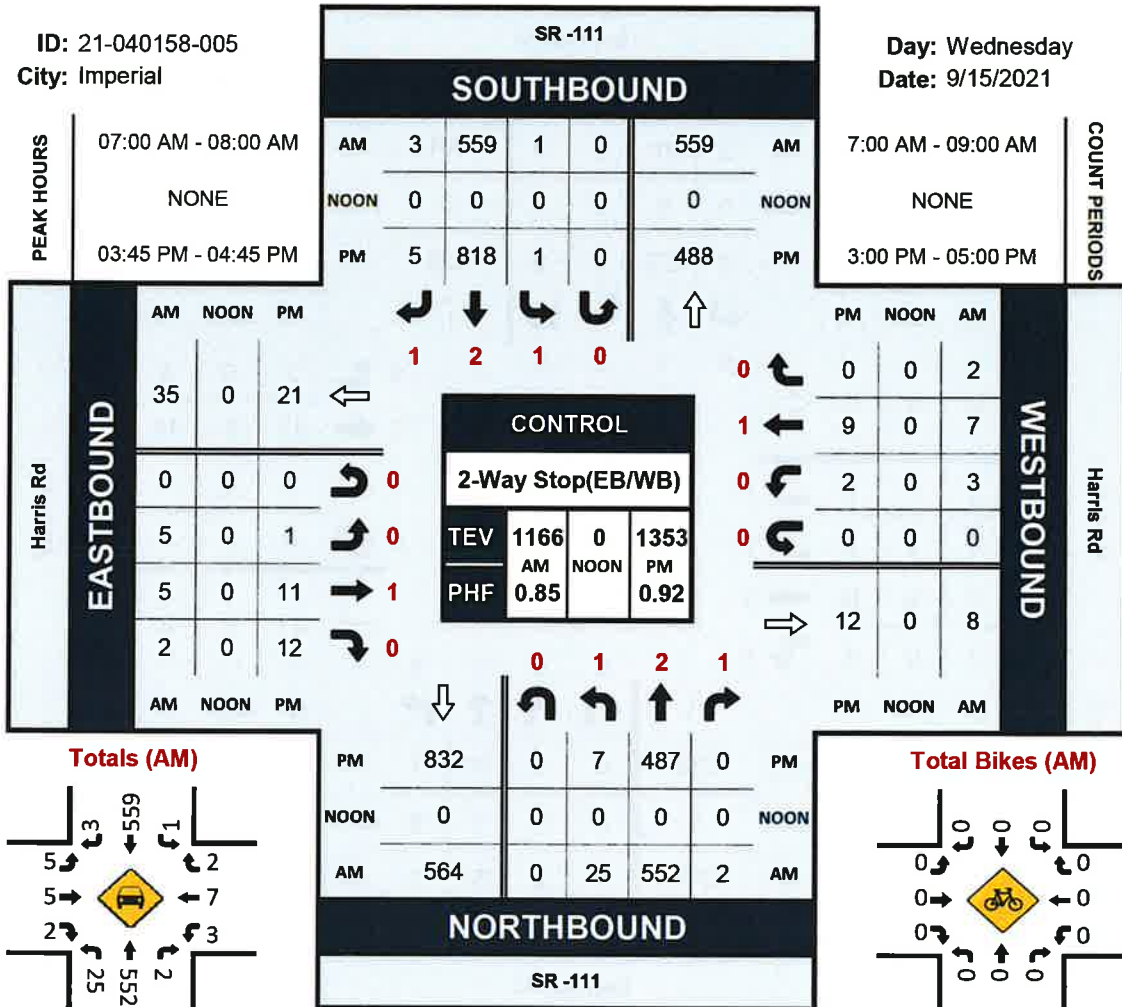 ID: 21-040158-005
City: Imperial
SR -111
Day: Wednesday
Date: 9/15/2021
SOUTHBOUND
PEAK HOURS
07:00 AM - 08:00 AM
NONE
03:45 PM - 04:45 PM
AM 3 559 1 0 559 AM
NOON 0 0 0 0 0 NOON
PM 5 818 1 0 488 PM
7:00 AM - 09:00 AM
NONE
3:00 PM - 05:00 PM
COUNT PERIODS
1 2 1 0
Harris Rd
EASTBOUND
AM NOON PM
35 0 21
0 0 0 0
5 0 1 0
5 0 11 1
2 0 12 0
AM NOON PM
CONTROL
2-Way Stop(EB/WB)
TEV 1166 0 1353
AM NOON PM
PHF 0.85 0.92
PM NOON AM
0 0 0 2
1 9 0 7
0 2 0 3
0 0 0 0
12 0 8
PM NOON AM
WESTBOUND
Harris Rd
0 1 2 1
PM 832 0 7 487 0 PM
NOON 0 0 0 0 0 NOON
AM 564 0 25 552 2 AM
NORTHBOUND
SR -111
Totals (AM)
3 559 1
5 2
5 7
2 3
25 552 2
Total Bikes (AM)
0 0 0
0 0
0 0
0 0
0 0 0